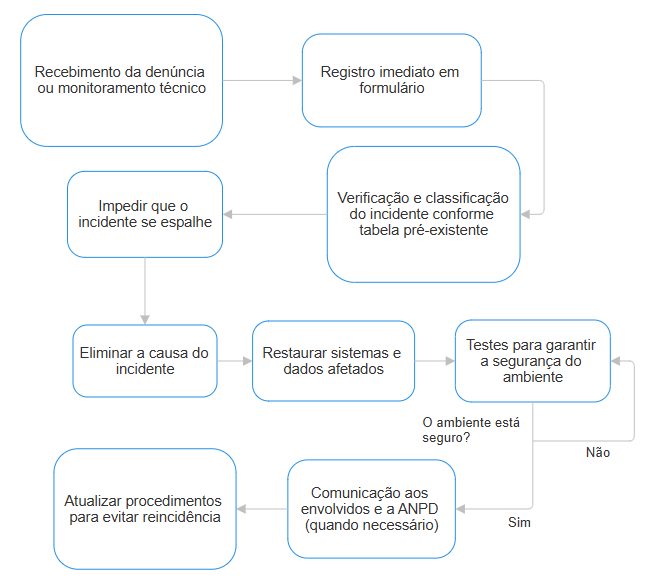 Recebimento da denúncia
ou monitoramento técnico
Registro imediato em
formulário
Verificação e classificação
do incidente conforme
tabela pré-existente
Impedir que o
incidente se espalhe
Eliminar a causa do
incidente
Restaurar sistemas e
dados afetados
Testes para garantir
a segurança do
ambiente
O ambiente está
seguro?
Não
Sim
Comunicação aos
envolvidos e a ANPD
(quando necessário)
Atualizar procedimentos
para evitar reincidência